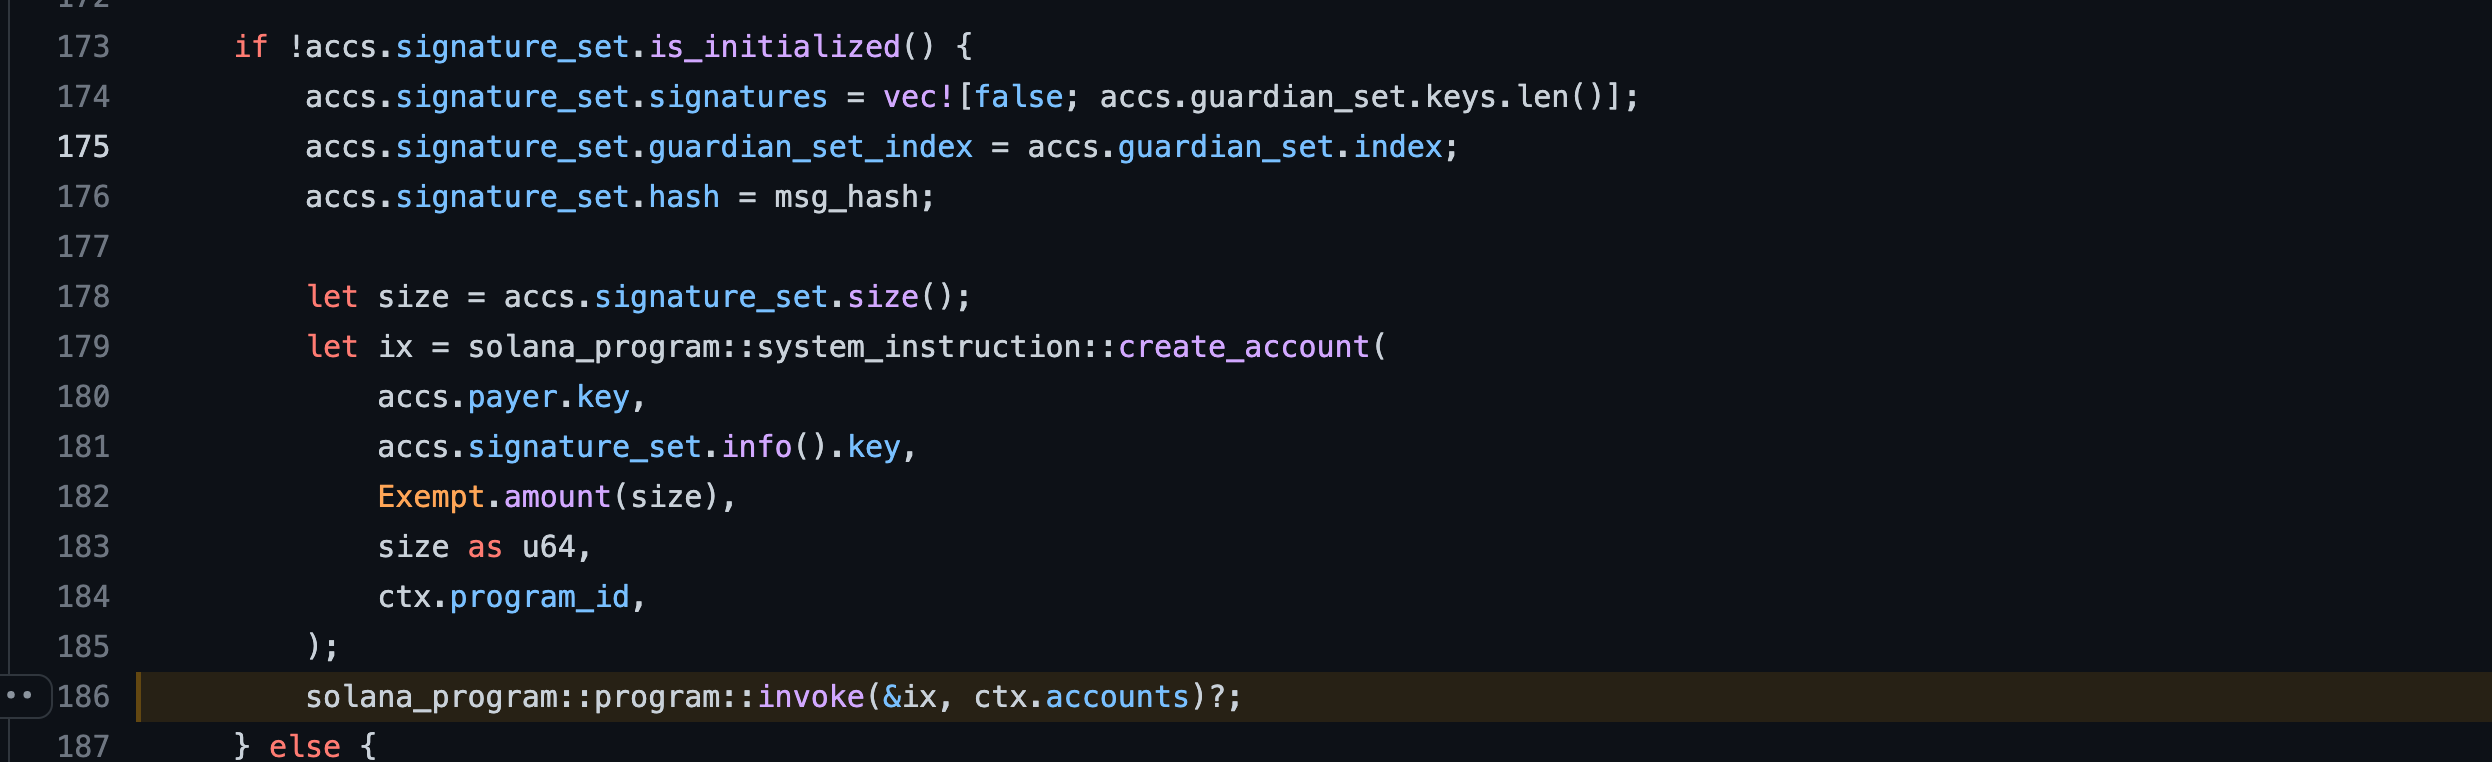 172
173 if !accs.signature_set.is_initialized() {
174 accs.signature_set.signatures = vec![false; accs.guardian_set.keys.len()];
175 accs.signature_set.guardian_set_index = accs.guardian_set.index;
176 accs.signature_set.hash = msg_hash;
177
178 let size = accs.signature_set.size();
179 let ix = solana_program::system_instruction::create_account(
180 accs.payer.key,
181 accs.signature_set.info().key,
182 Exempt.amount(size),
183 size as u64,
184 ctx.program_id,
185 );
186 solana_program::program::invoke(&ix, ctx.accounts)?;
187 } else {